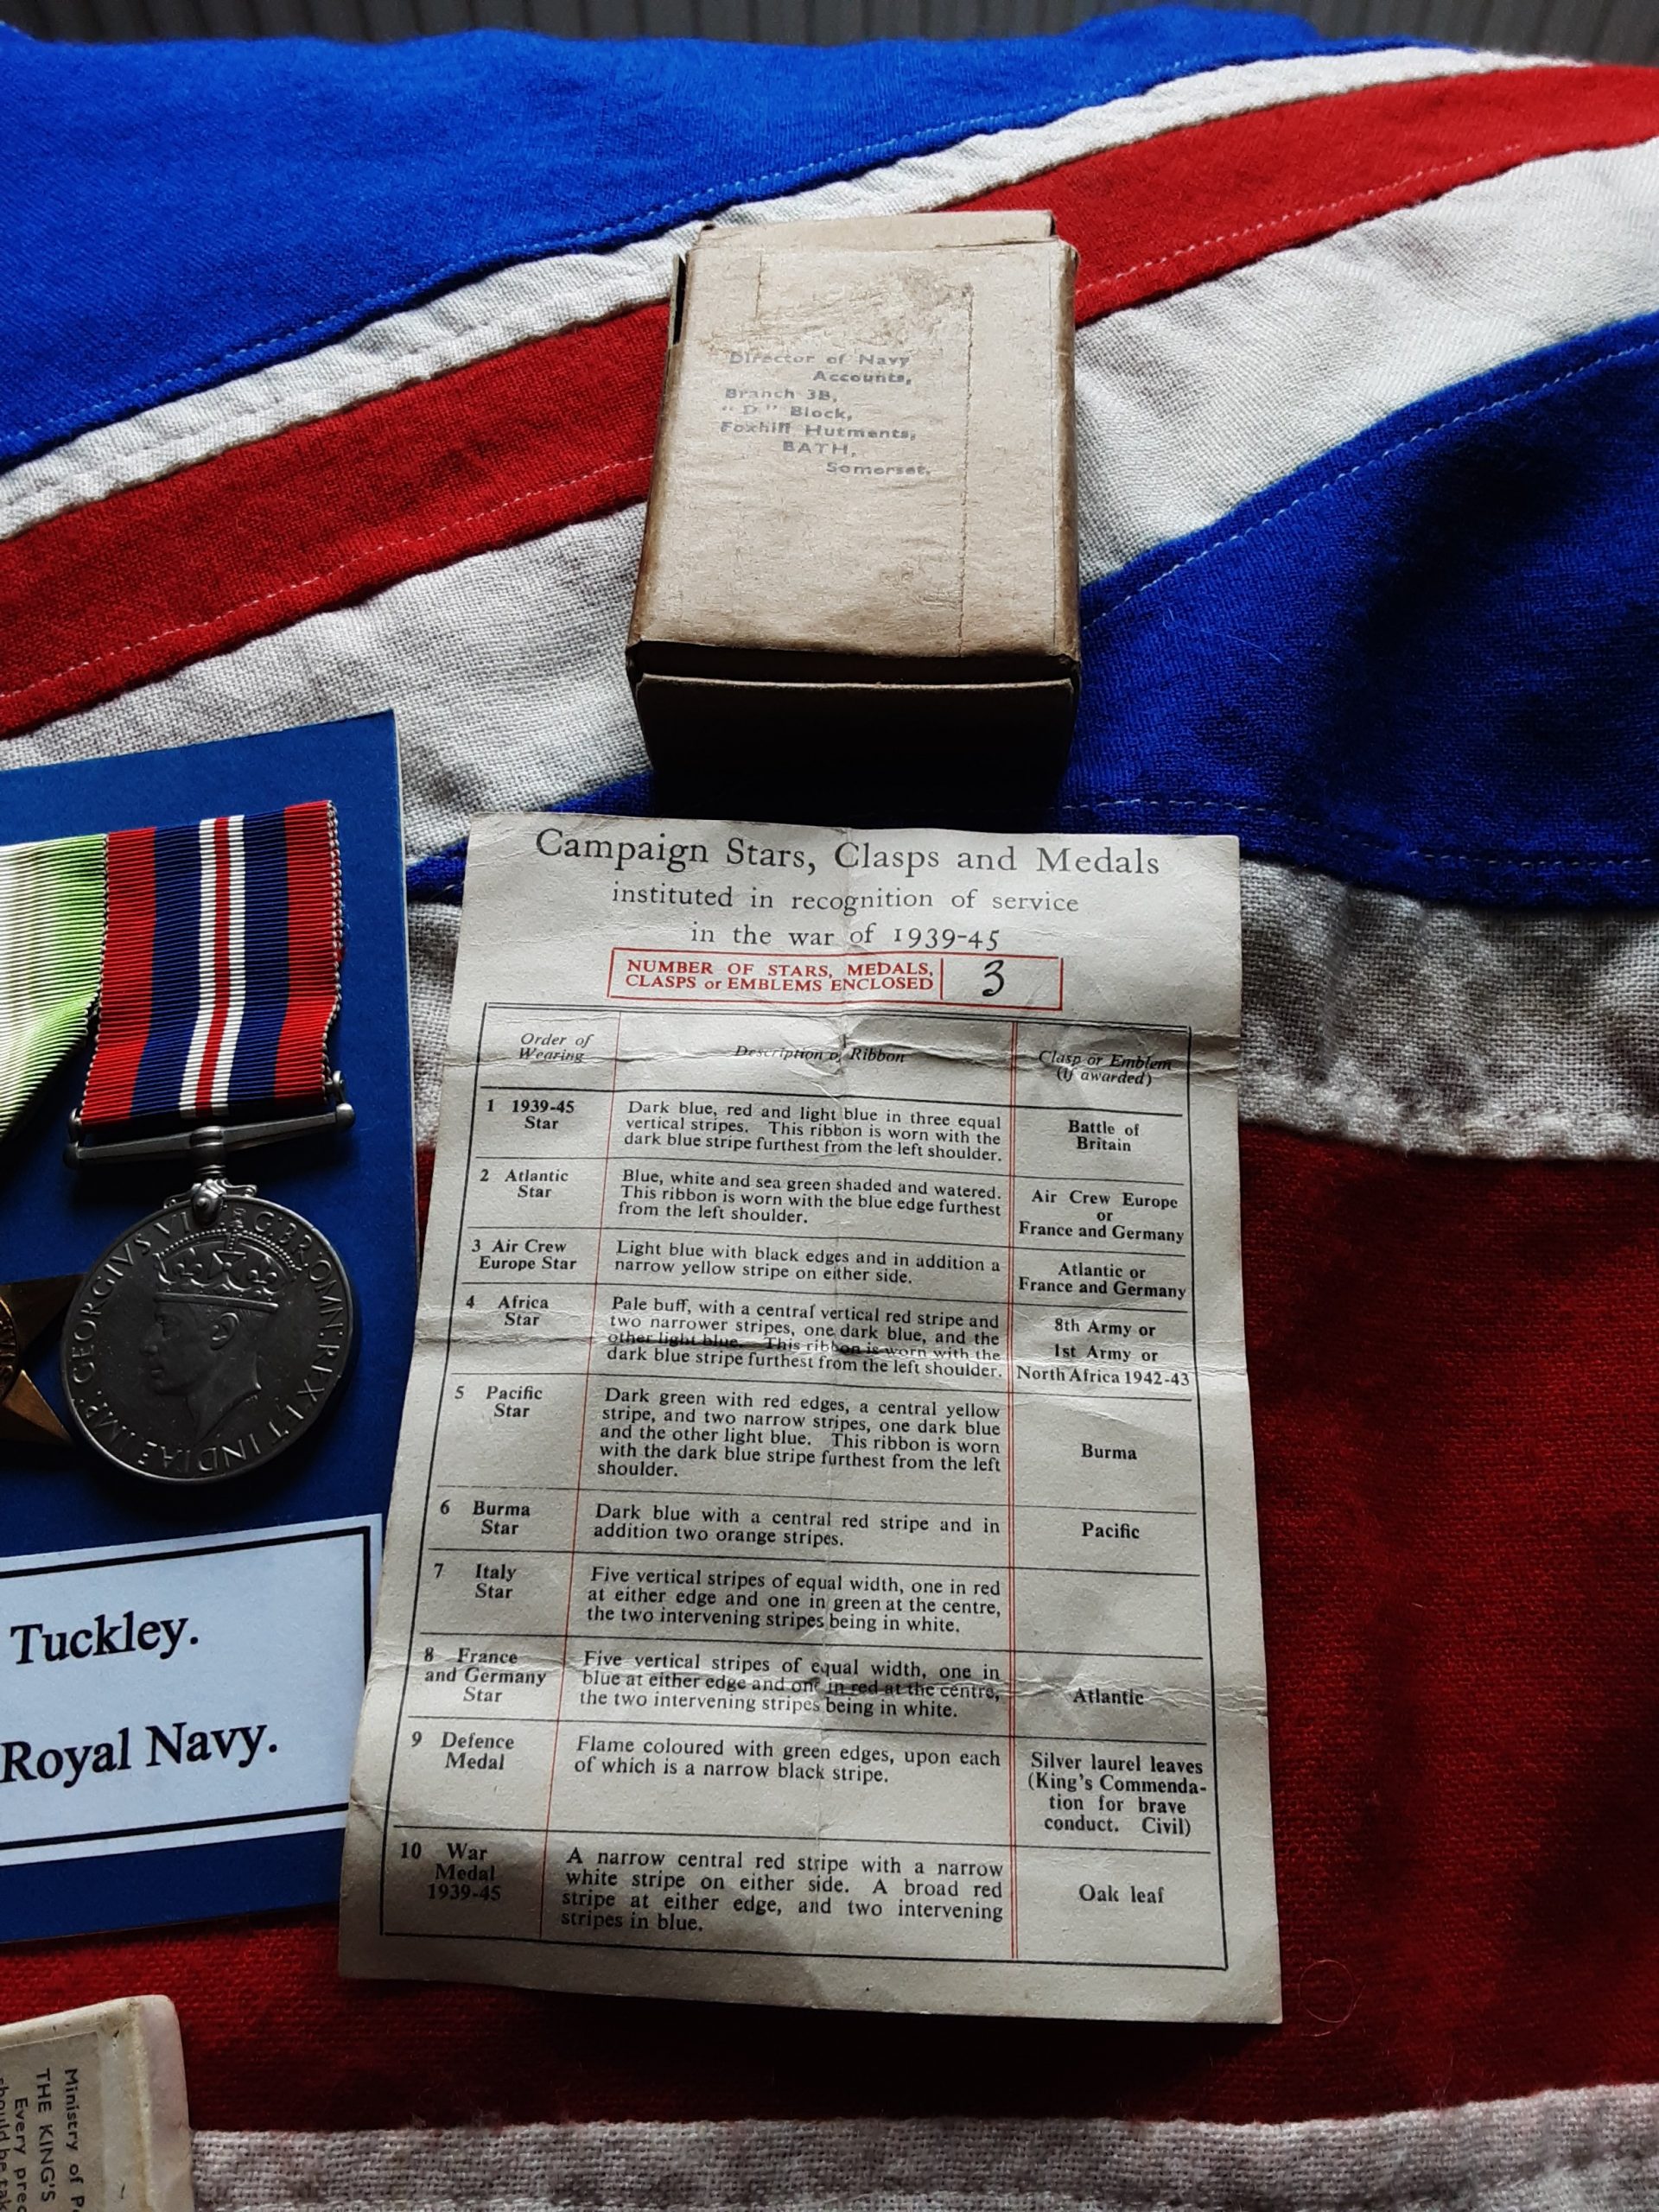 Director of Navy
Accounts,
Branch 3B,
"D" Block,
Foxhill Hutments,
BATH,
Somerset.
Campaign Stars, Clasps and Medals
instituted in recognition of service
in the war of 1939-45
NUMBER OF STARS, MEDALS,
CLASPS or EMBLEMS ENCLOSED
3
Order of
Wearing
Description of Ribbon
Clasp or Emblem
(if awarded)
1 1939-45
Star
Dark blue, red and light blue in three equal
vertical stripes. This ribbon is worn with the
dark blue stripe furthest from the left shoulder.
Battle of
Britain
2 Atlantic
Star
Blue, white and sea green shaded and watered.
This ribbon is worn with the blue edge furthest
from the left shoulder.
Air Crew Europe
or
France and Germany
3 Air Crew
Europe Star
Light blue with black edges and in addition a
narrow yellow stripe on either side.
Atlantic or
France and Germany
4 Africa
Star
Pale buff, with a central vertical red stripe and
two narrower stripes, one dark blue, and the
other light blue. This ribbon is worn with the
dark blue stripe furthest from the left shoulder.
8th Army or
1st Army or
North Africa 1942-43
5 Pacific
Star
Dark green with red edges, a central yellow
stripe, and two narrow stripes, one dark blue
and the other light blue. This ribbon is worn
with the dark blue stripe furthest from the left
shoulder.
Burma
6 Burma
Star
Dark blue with a central red stripe and in
addition two orange stripes.
Pacific
7 Italy
Star
Five vertical stripes of equal width, one in red
at either edge and one in green at the centre,
the two intervening stripes being in white.
8 France
and Germany
Star
Five vertical stripes of equal width, one in
blue at either edge and one in red at the centre,
the two intervening stripes being in white.
Atlantic
9 Defence
Medal
Flame coloured with green edges, upon each
of which is a narrow black stripe.
Silver laurel leaves
(King's Commenda-
tion for brave
conduct. Civil)
10 War
Medal
1939-45
A narrow central red stripe with a narrow
white stripe on either side. A broad red
stripe at either edge, and two intervening
stripes in blue.
Oak leaf
GEORGIVS VI D:G:BR:OMN:REX ET INDIAE IMP:
Tuckley.
Royal Navy.
Ministry of
THE KING'S
Every
should be